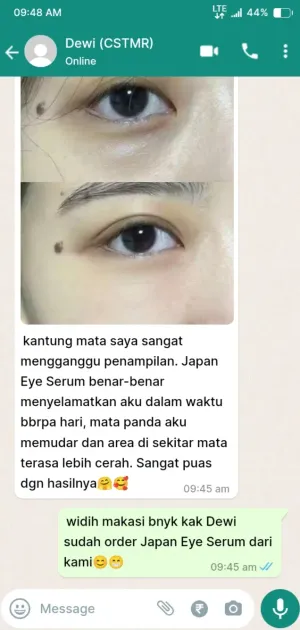 09:48 AM LTE 44%
Dewi (CSTMR)
Online
kantung mata saya sangat
mengganggu penampilan. Japan
Eye Serum benar-benar
menyelamatkan aku dalam waktu
bbrpa hari, mata panda aku
memudar dan area di sekitar mata
terasa lebih cerah. Sangat puas
dgn hasilnya🤗🥰
09:45 am
widih makasi bnyk kak Dewi
sudah order Japan Eye Serum dari
kami😊😁
09:45 am
Message